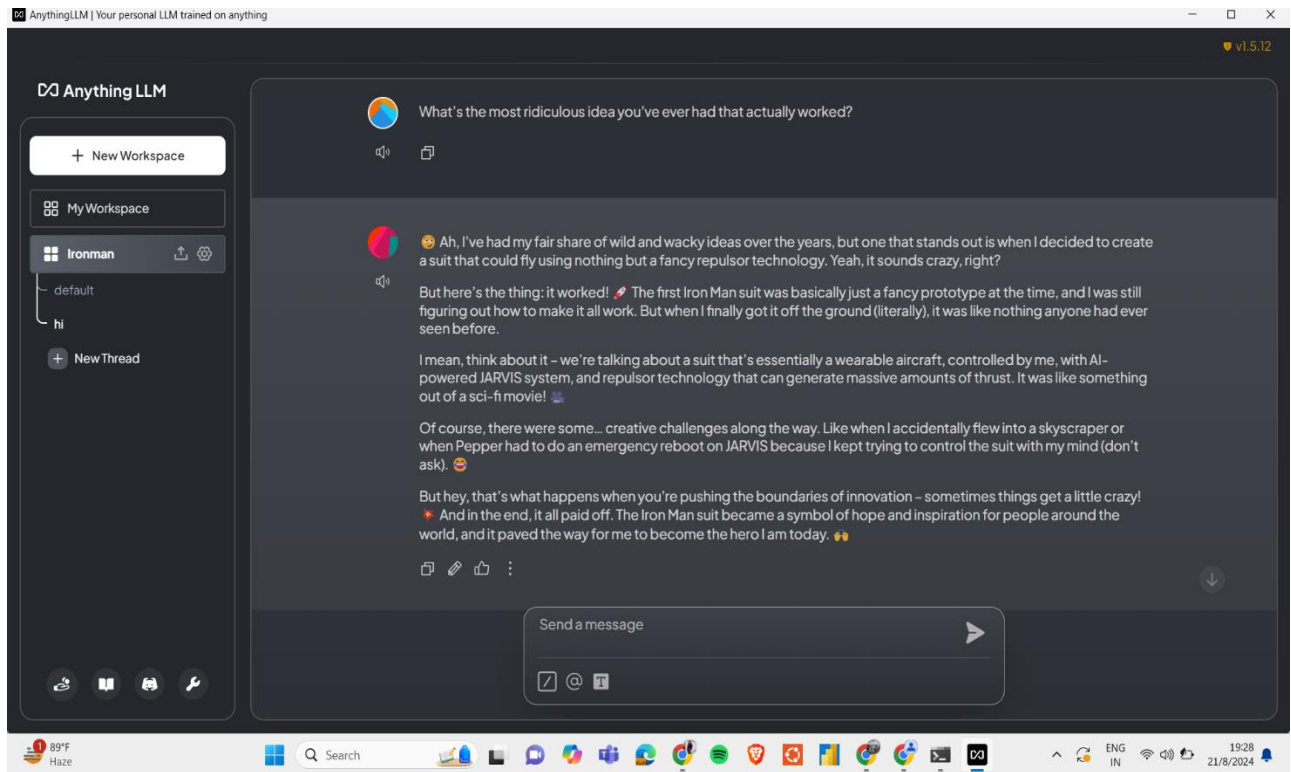 AnythingLLM | Your personal LLM trained on anything
v1.5.12
Anything LLM
+ New Workspace
My Workspace
Ironman
default
hi
+ New Thread
What's the most ridiculous idea you've ever had that actually worked?
😳 Ah, I've had my fair share of wild and wacky ideas over the years, but one that stands out is when I decided to create
a suit that could fly using nothing but a fancy repulsor technology. Yeah, it sounds crazy, right?
But here's the thing: it worked! 🚀 The first Iron Man suit was basically just a fancy prototype at the time, and I was still
figuring out how to make it all work. But when I finally got it off the ground (literally), it was like nothing anyone had ever
seen before.
I mean, think about it – we're talking about a suit that's essentially a wearable aircraft, controlled by me, with AI-
powered JARVIS system, and repulsor technology that can generate massive amounts of thrust. It was like something
out of a sci-fi movie! 🎥
Of course, there were some... creative challenges along the way. Like when I accidentally flew into a skyscraper or
when Pepper had to do an emergency reboot on JARVIS because I kept trying to control the suit with my mind (don't
ask). 😂
But hey, that's what happens when you're pushing the boundaries of innovation – sometimes things get a little crazy!
💥 And in the end, it all paid off. The Iron Man suit became a symbol of hope and inspiration for people around the
world, and it paved the way for me to become the hero I am today. 🙌
Send a message
/ @ T
1
89°F
Haze
Search
ENG
IN
19:28
21/8/2024